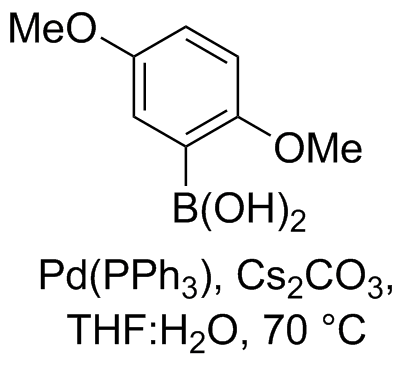 MeO
OMe
B(OH)₂
Pd(PPh₃), Cs₂CO₃,
THF:H₂O, 70 °C